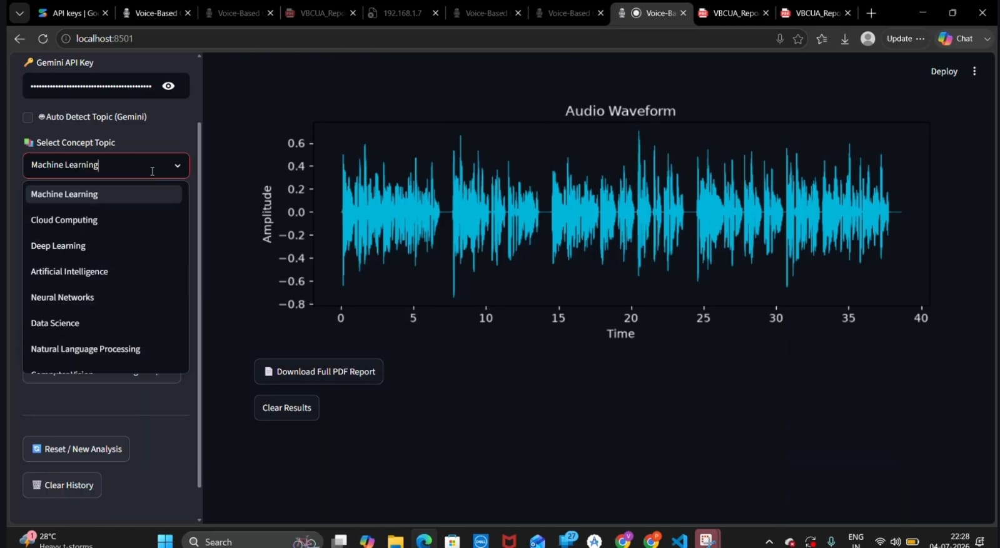 API keys | Go
Voice-Based
Voice-Based
VBCUA_Repo
192.168.1.7
Voice-Based
Voice-Based
Voice-Ba
VBCUA_Repo
VBCUA_Repo
localhost:8501
Update
Chat
Gemini API Key
Auto Detect Topic (Gemini)
Select Concept Topic
Machine Learning
Machine Learning
Cloud Computing
Deep Learning
Artificial Intelligence
Neural Networks
Data Science
Natural Language Processing
Computer Vision
Reset / New Analysis
Clear History
Deploy
Audio Waveform
Amplitude
0.6
0.4
0.2
0.0
−0.2
−0.4
−0.6
−0.8
0 5 10 15 20 25 30 35 40
Time
Download Full PDF Report
Clear Results
1
28°C
Heavy t-storms
Search
DELL
27
V
P
ENG
IN
22:28
04-07-2026